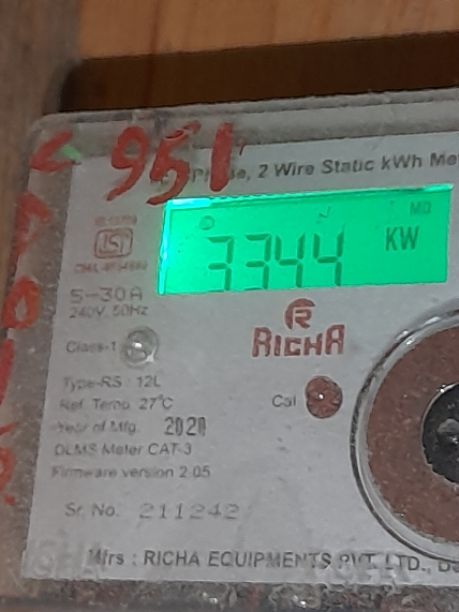 951
Phase, 2 Wire Static kWh Me
MD
3344 KW
ISI
5-30A
240V, 50Hz
R
RICHA
Class-1
Type-RS : 12L
Cal
Ref. Temp. 27°C
Year of Mfg. 2020
DLMS Meter CAT-3
Firmware version 2.05
Sr. No. 211242
Mfrs : RICHA EQUIPMENTS PVT. LTD.,